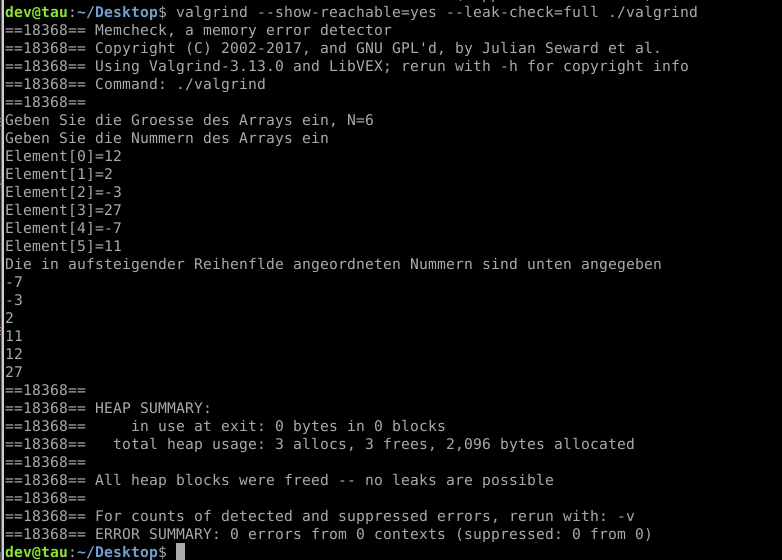 dev@tau:~/Desktop$ valgrind --show-reachable=yes --leak-check=full ./valgrind
==18368== Memcheck, a memory error detector
==18368== Copyright (C) 2002-2017, and GNU GPL'd, by Julian Seward et al.
==18368== Using Valgrind-3.13.0 and LibVEX; rerun with -h for copyright info
==18368== Command: ./valgrind
==18368==
Geben Sie die Groesse des Arrays ein, N=6
Geben Sie die Nummern des Arrays ein
Element[0]=12
Element[1]=2
Element[2]=-3
Element[3]=27
Element[4]=-7
Element[5]=11
Die in aufsteigender Reihenflde angeordneten Nummern sind unten angegeben
-7
-3
2
11
12
27
==18368==
==18368== HEAP SUMMARY:
==18368==     in use at exit: 0 bytes in 0 blocks
==18368==   total heap usage: 3 allocs, 3 frees, 2,096 bytes allocated
==18368==
==18368== All heap blocks were freed -- no leaks are possible
==18368==
==18368== For counts of detected and suppressed errors, rerun with: -v
==18368== ERROR SUMMARY: 0 errors from 0 contexts (suppressed: 0 from 0)
dev@tau:~/Desktop$